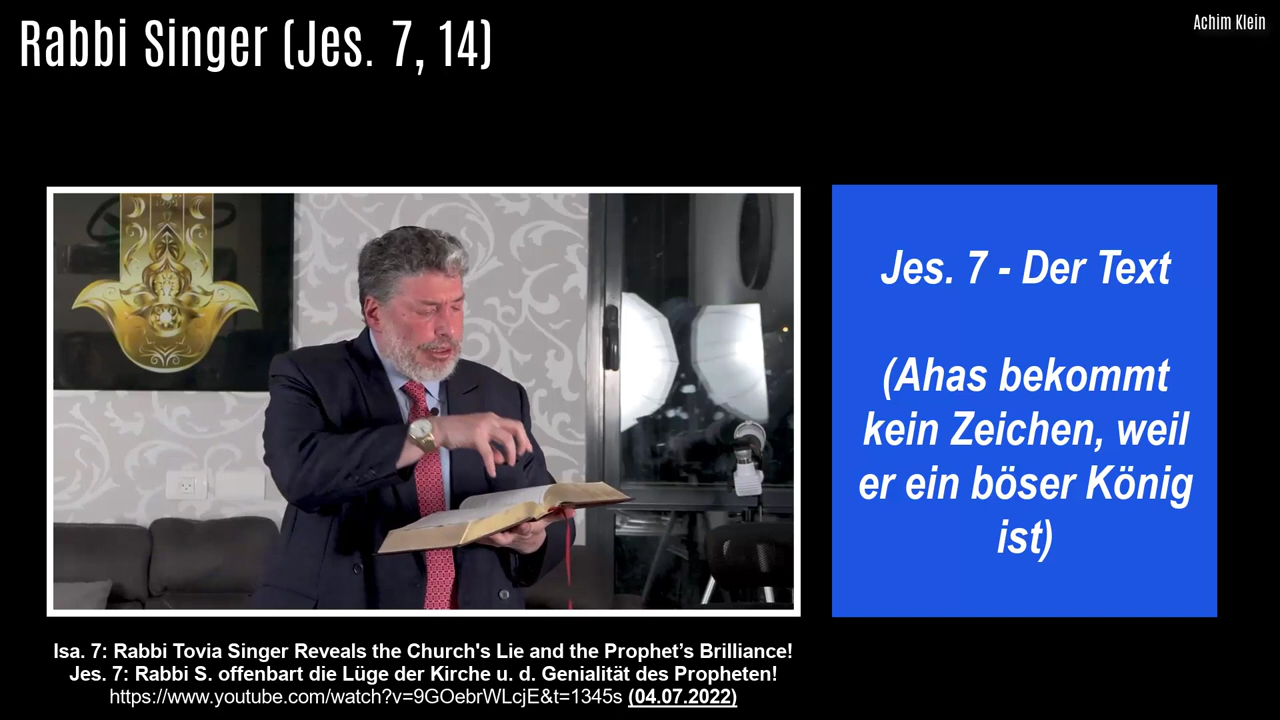 Rabbi Singer (Jes. 7, 14)
Achim Klein
Jes. 7 - Der Text
(Ahas bekommt
kein Zeichen, weil
er ein böser König
ist)
Isa. 7: Rabbi Tovia Singer Reveals the Church's Lie and the Prophet’s Brilliance!
Jes. 7: Rabbi S. offenbart die Lüge der Kirche u. d. Genialität des Propheten!
https://www.youtube.com/watch?v=9GOebrWLcjE&t=1345s (04.07.2022)